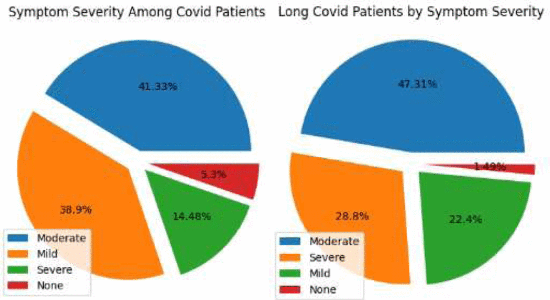 Symptom Severity Among Covid Patients
41.33%
38.9%
14.48%
5.3%
Moderate
Mild
Severe
None
Long Covid Patients by Symptom Severity
47.31%
28.8%
22.4%
1.49%
Moderate
Severe
Mild
None